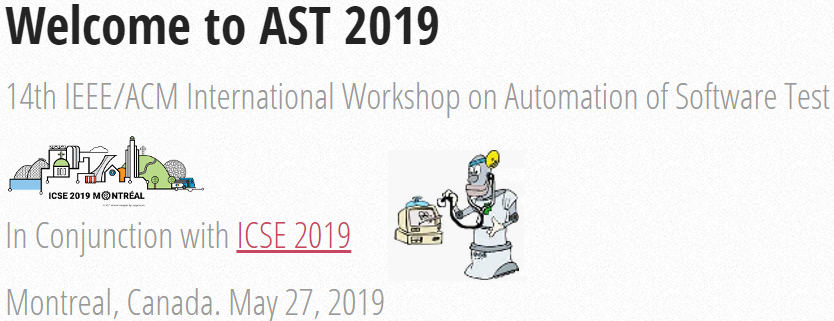 Welcome to AST 2019
14th IEEE/ACM International Workshop on Automation of Software Test
ICSE 2019 MONTRÉAL
In Conjunction with ICSE 2019
Montreal, Canada. May 27, 2019